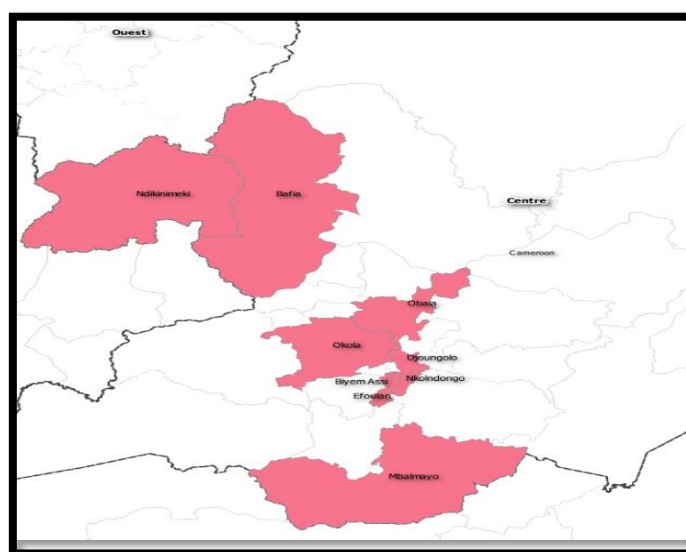 Ouest
Ndikinimeki
Bafia
Centre
Cameroon
Obala
Okola
Djoungolo
Biyem Assi
Nkolndongo
Efoulan
Mbalmayo